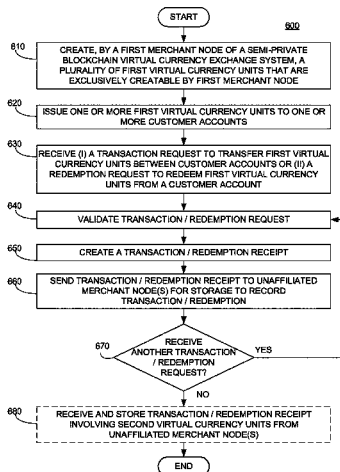 START
600
610
CREATE, BY A FIRST MERCHANT NODE OF A SEMI-PRIVATE
BLOCKCHAIN VIRTUAL CURRENCY EXCHANGE SYSTEM, A
PLURALITY OF FIRST VIRTUAL CURRENCY UNITS THAT ARE
EXCLUSIVELY CREATABLE BY FIRST MERCHANT NODE
620
ISSUE ONE OR MORE FIRST VIRTUAL CURRENCY UNITS TO ONE OR
MORE CUSTOMER ACCOUNTS
630
RECEIVE (I) A TRANSACTION REQUEST TO TRANSFER FIRST VIRTUAL
CURRENCY UNITS BETWEEN CUSTOMER ACCOUNTS OR (II) A
REDEMPTION REQUEST TO REDEEM FIRST VIRTUAL CURRENCY
UNITS FROM A CUSTOMER ACCOUNT
640
VALIDATE TRANSACTION / REDEMPTION REQUEST
650
CREATE A TRANSACTION / REDEMPTION RECEIPT
660
SEND TRANSACTION / REDEMPTION RECEIPT TO UNAFFILIATED
MERCHANT NODE(S) FOR STORAGE TO RECORD
TRANSACTION / REDEMPTION
670
RECEIVE
ANOTHER TRANSACTION
/ REDEMPTION
REQUEST?
YES
NO
680
RECEIVE AND STORE TRANSACTION / REDEMPTION RECEIPT
INVOLVING SECOND VIRTUAL CURRENCY UNITS FROM
UNAFFILIATED MERCHANT NODE(S)
END